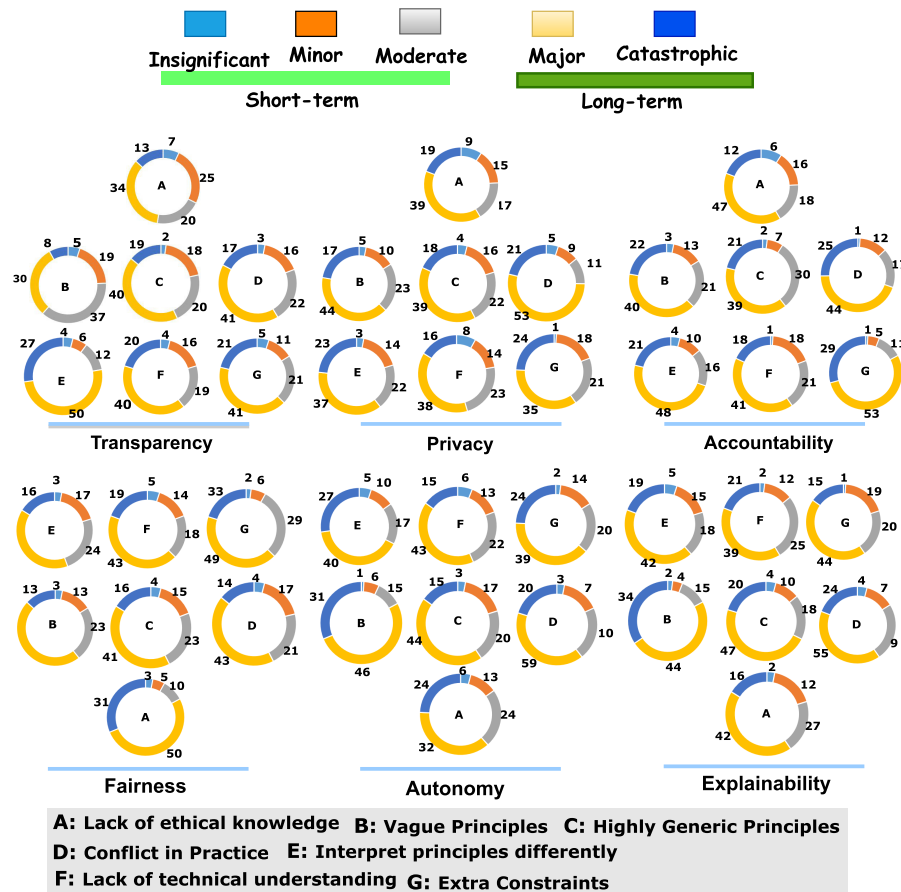 Insignificant Minor Moderate Major Catastrophic
Short-term Long-term
13 7 19 9 12 6
34 A 25 A 15 A 16
20 39 17 47 18
8 5 19 2 18 17 3 16 17 5 10 18 4 16 21 5 9 22 3 13 21 2 7 25 1 12
30 B 19 C D B C D 11 B C 30 D 17
37 40 20 41 22 44 23 39 22 53 40 21 39 44
27 4 6 20 4 16 21 5 11 23 3 14 16 8 14 24 1 18 21 4 10 18 1 18 29 1 5
E 12 F 19 G 21 E 22 F G 21 E 16 F 21 G 11
50 40 41 37 38 23 35 48 41 53
Transparency Privacy Accountability
16 3 17 19 5 14 33 2 6 27 5 10 15 6 13 24 2 14 19 5 15 21 2 12 15 1 19
E F 18 G 29 E 17 F G 20 E 18 F G 20
24 43 49 40 43 22 39 42 39 25 44
13 3 13 16 4 15 14 4 17 31 1 6 15 15 3 17 20 3 7 34 2 4 15 20 4 10 24 4 7
B 23 C 23 D B C 20 D 10 B C 18 D 9
41 43 21 46 44 59 44 47 55
31 3 5 10 24 6 13 16 2 12
A A 24 A 27
50 32 42
Fairness Autonomy Explainability
A: Lack of ethical knowledge B: Vague Principles C: Highly Generic Principles
D: Conflict in Practice E: Interpret principles differently
F: Lack of technical understanding G: Extra Constraints